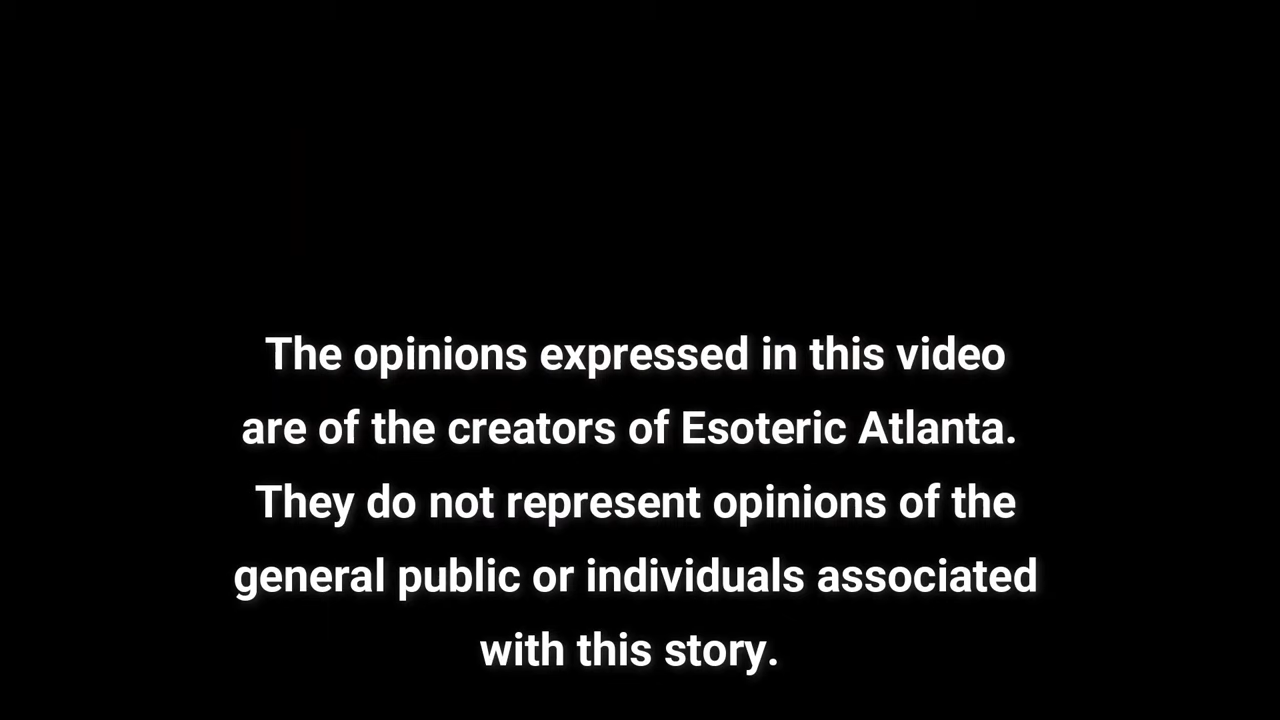 The opinions expressed in this video
are of the creators of Esoteric Atlanta.
They do not represent opinions of the
general public or individuals associated
with this story.